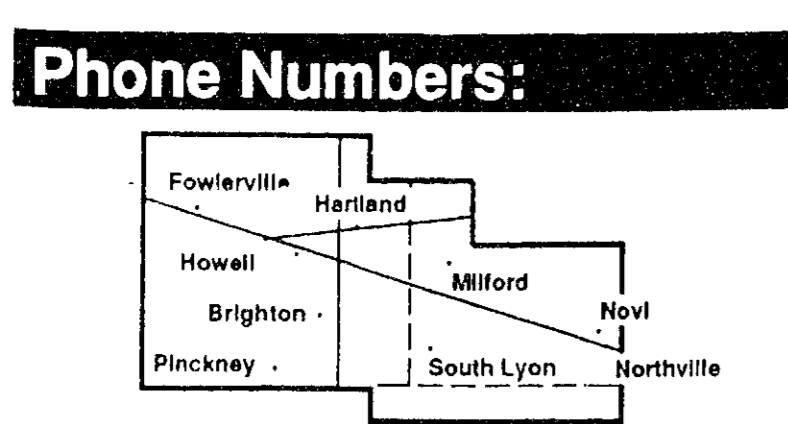 Phone Numbers:
Fowlerville
Hartland
Howell
Milford
Brighton
Novi
Pinckney
South Lyon
Northville